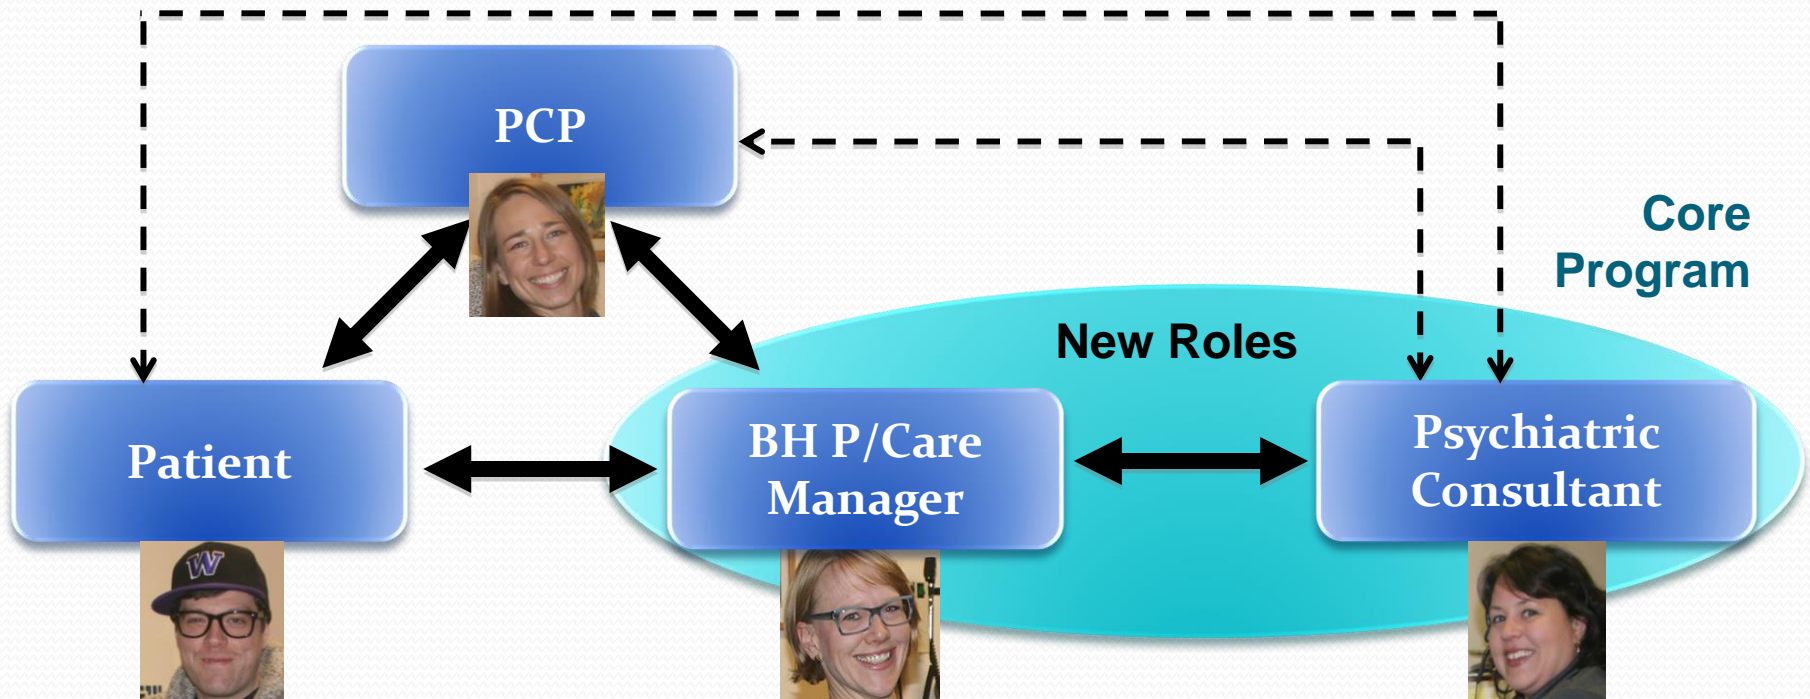 PCP
Core
Program
New Roles
Patient
BH P/Care
Manager
Psychiatric
Consultant
W